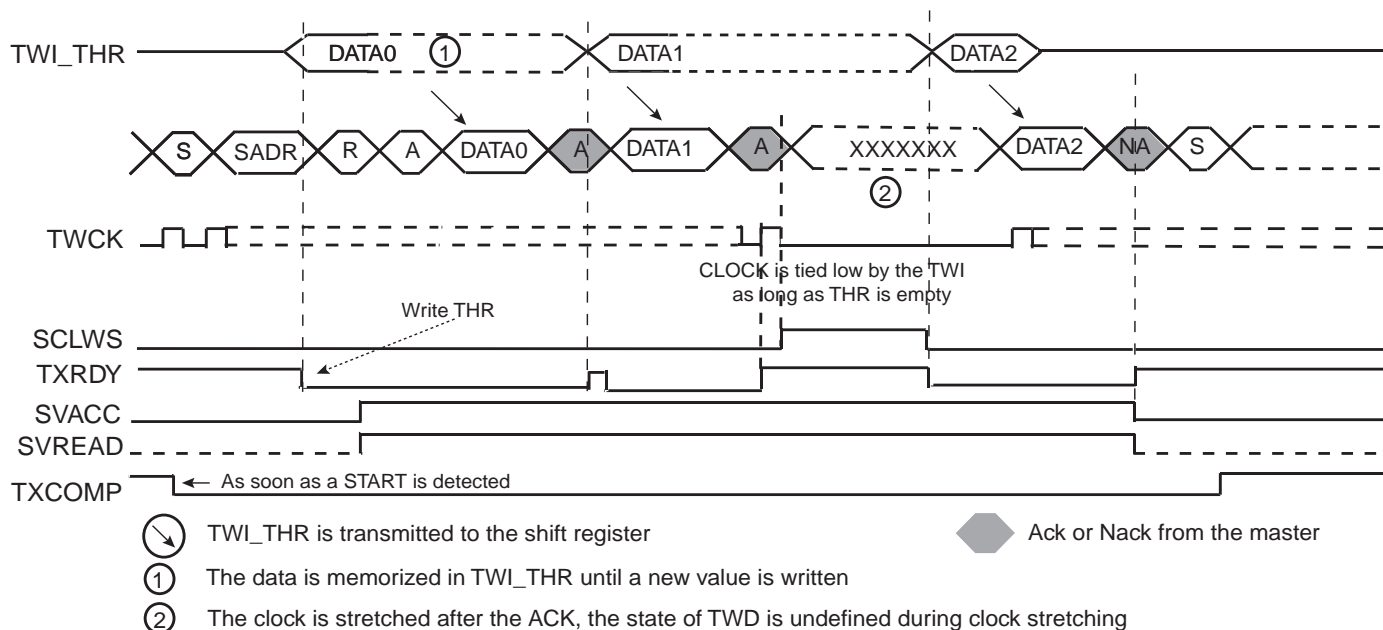 TWI_THR DATA0 1 DATA1 DATA2
S SADR R A DATA0 A DATA1 A XXXXXXX DATA2 NA S
2
TWCK
CLOCK is tied low by the TWI
as long as THR is empty
Write THR
SCLWS
TXRDY
SVACC
SVREAD
As soon as a START is detected
TXCOMP
TWI_THR is transmitted to the shift register
Ack or Nack from the master
1 The data is memorized in TWI_THR until a new value is written
2 The clock is stretched after the ACK, the state of TWD is undefined during clock stretching